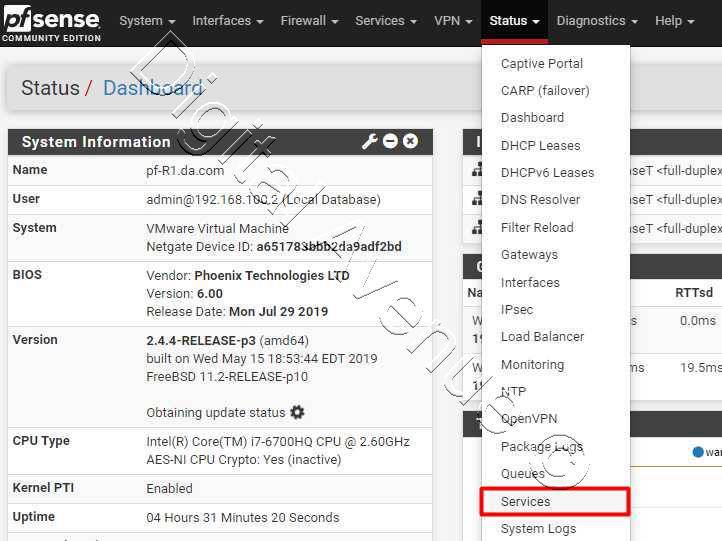 pfsense
COMMUNITY EDITION
System Interfaces Firewall Services VPN Status Diagnostics Help
Status / Dashboard
System Information
Name pf-R1.da.com
User admin@192.168.100.2 (Local Database)
System VMware Virtual Machine
Netgate Device ID: a651783bbb2da9adf2bd
BIOS Vendor: Phoenix Technologies LTD
Version: 6.00
Release Date: Mon Jul 29 2019
Version 2.4.4-RELEASE-p3 (amd64)
built on Wed May 15 18:53:44 EDT 2019
FreeBSD 11.2-RELEASE-p10
Obtaining update status
CPU Type Intel(R) Core(TM) i7-6700HQ CPU @ 2.60GHz
AES-NI CPU Crypto: Yes (inactive)
Kernel PTI Enabled
Uptime 04 Hours 31 Minutes 20 Seconds
Captive Portal
CARP (failover)
Dashboard
DHCP Leases
DHCPv6 Leases
DNS Resolver
Filter Reload
Gateways
Interfaces
IPsec
Load Balancer
Monitoring
NTP
OpenVPN
Package Logs
Queues
Services
System Logs
<full-duplex
<full-duplex
<full-duplex
RTTsd
0.0ms
19.5ms
Digital Avenue ©